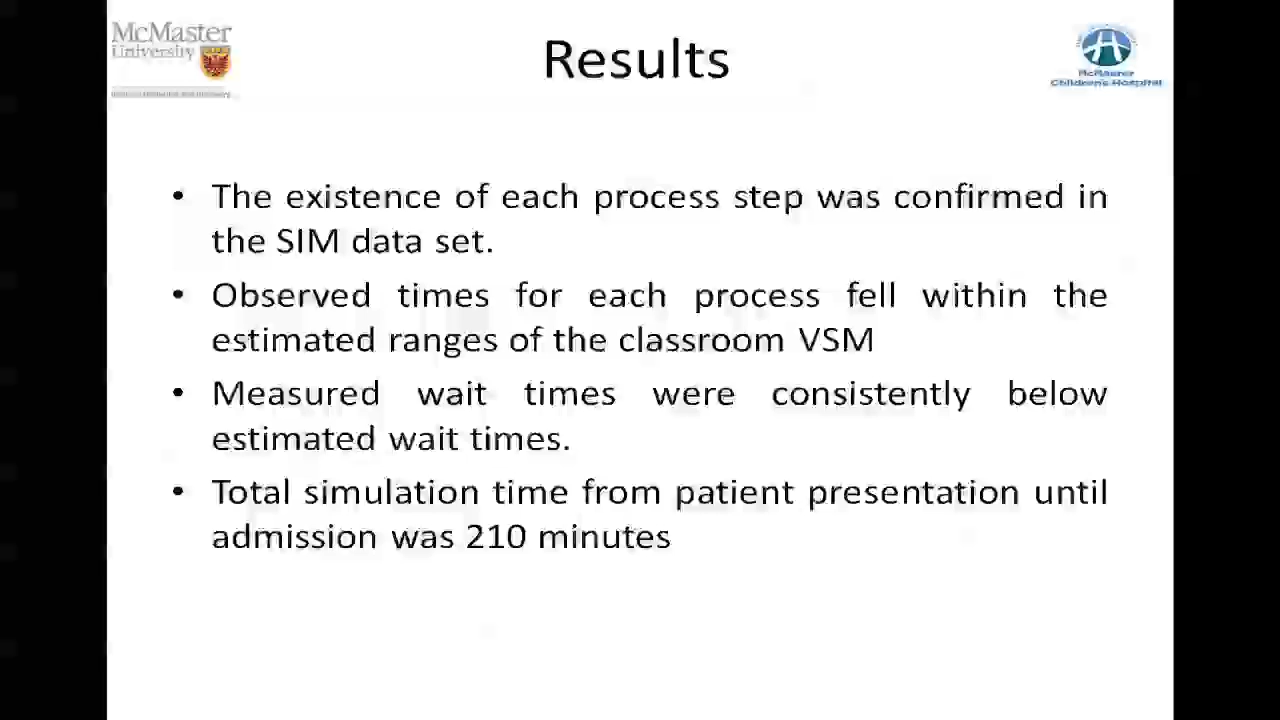 McMaster
University
Results
McMaster
Children's Hospital
• The existence of each process step was confirmed in
the SIM data set.
• Observed times for each process fell within the
estimated ranges of the classroom VSM
• Measured wait times were consistently below
estimated wait times.
• Total simulation time from patient presentation until
admission was 210 minutes